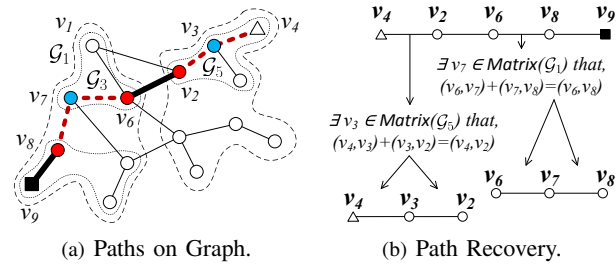 v1
v3
v4
G1
G5
G3
v2
v7
v6
v8
v9
(a) Paths on Graph.
v4 v2 v6 v8 v9
∃ v7 ∈ Matrix(G1) that,
(v6,v7)+(v7,v8)=(v6,v8)
∃ v3 ∈ Matrix(G5) that,
(v4,v3)+(v3,v2)=(v4,v2)
v6 v7 v8
v4 v3 v2
(b) Path Recovery.